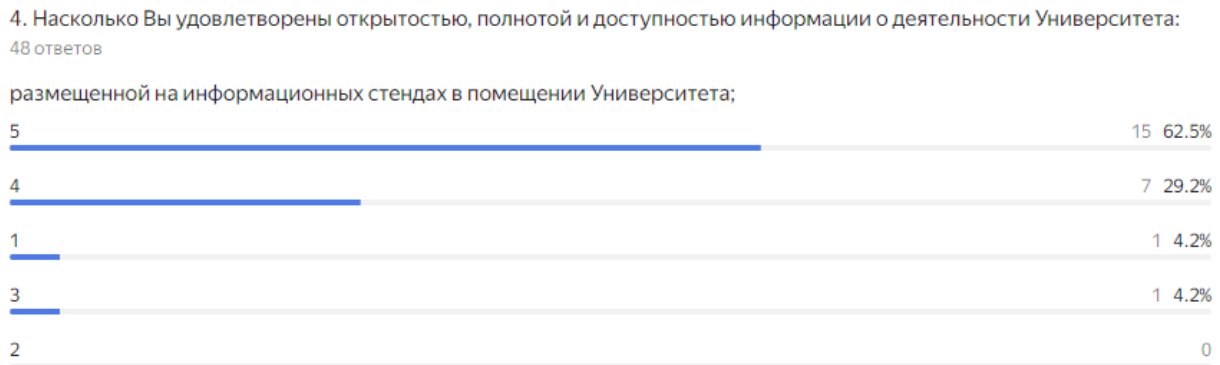 4. Насколько Вы удовлетворены открытостью, полнотой и доступностью информации о деятельности Университета:
48 ответов
размещенной на информационных стендах в помещении Университета;
5 15 62.5%
4 7 29.2%
1 1 4.2%
3 1 4.2%
2 0